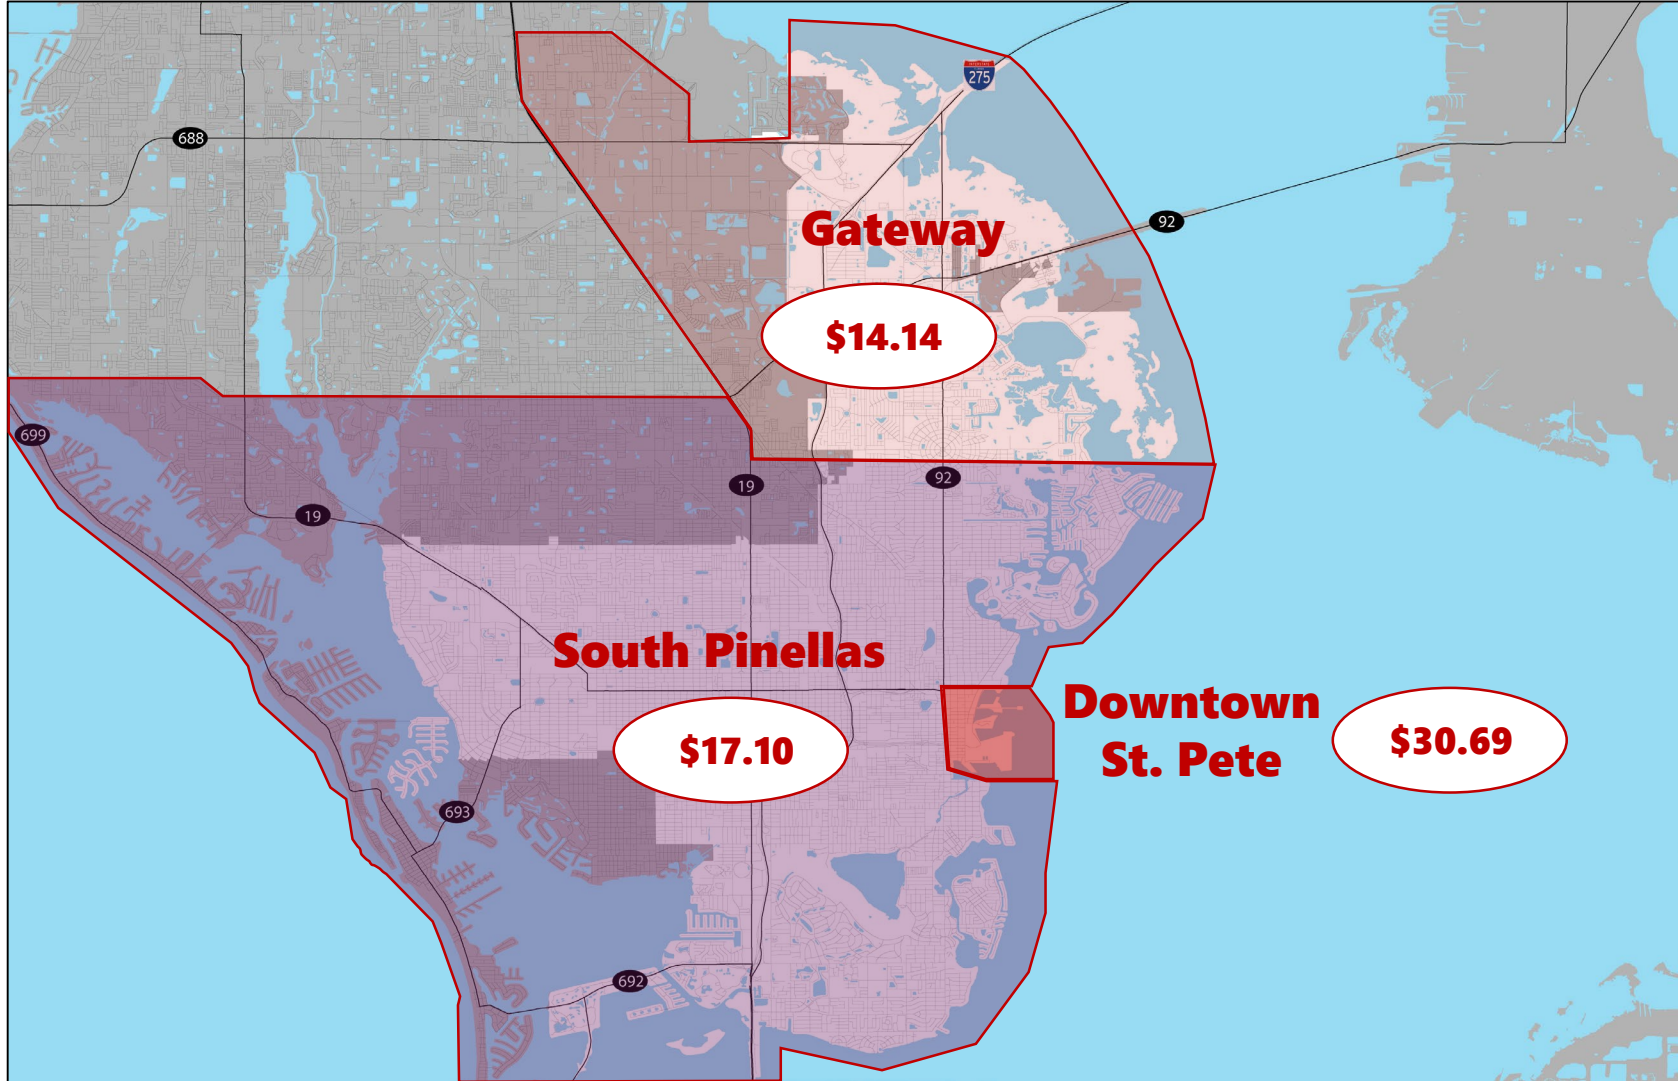 INTERSTATE
275
688
92
Gateway
$14.14
699
19
92
19
South Pinellas
Downtown
St. Pete
$17.10
$30.69
693
692